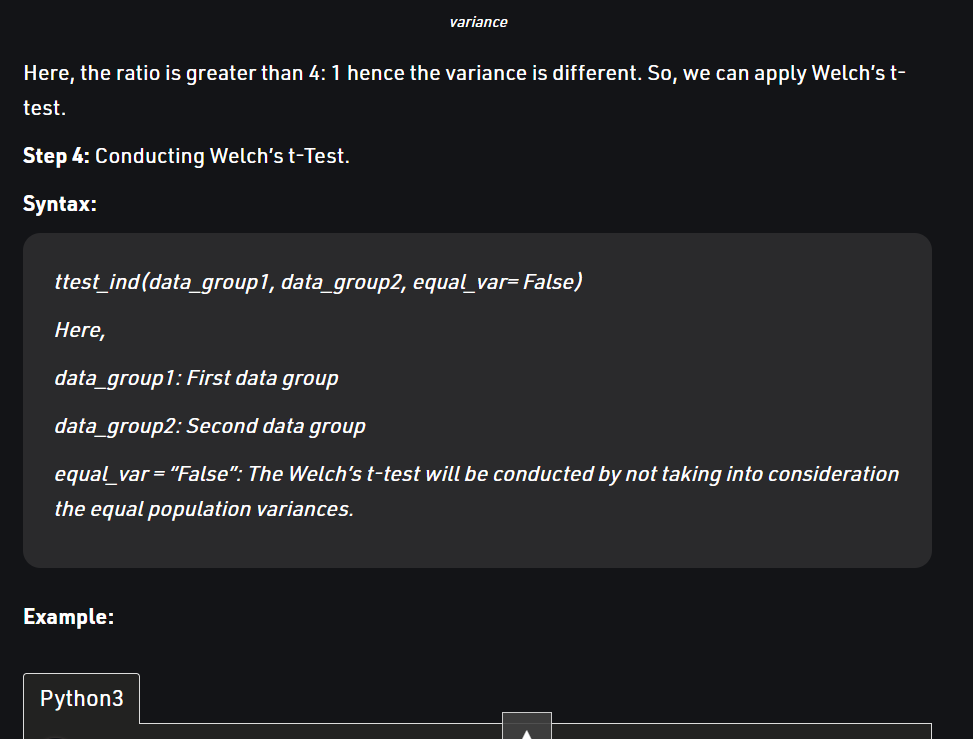 variance
Here, the ratio is greater than 4: 1 hence the variance is different. So, we can apply Welch’s t-
test.
Step 4: Conducting Welch’s t-Test.
Syntax:
ttest_ind(data_group1, data_group2, equal_var= False)
Here,
data_group1: First data group
data_group2: Second data group
equal_var = “False”: The Welch’s t-test will be conducted by not taking into consideration
the equal population variances.
Example:
Python3